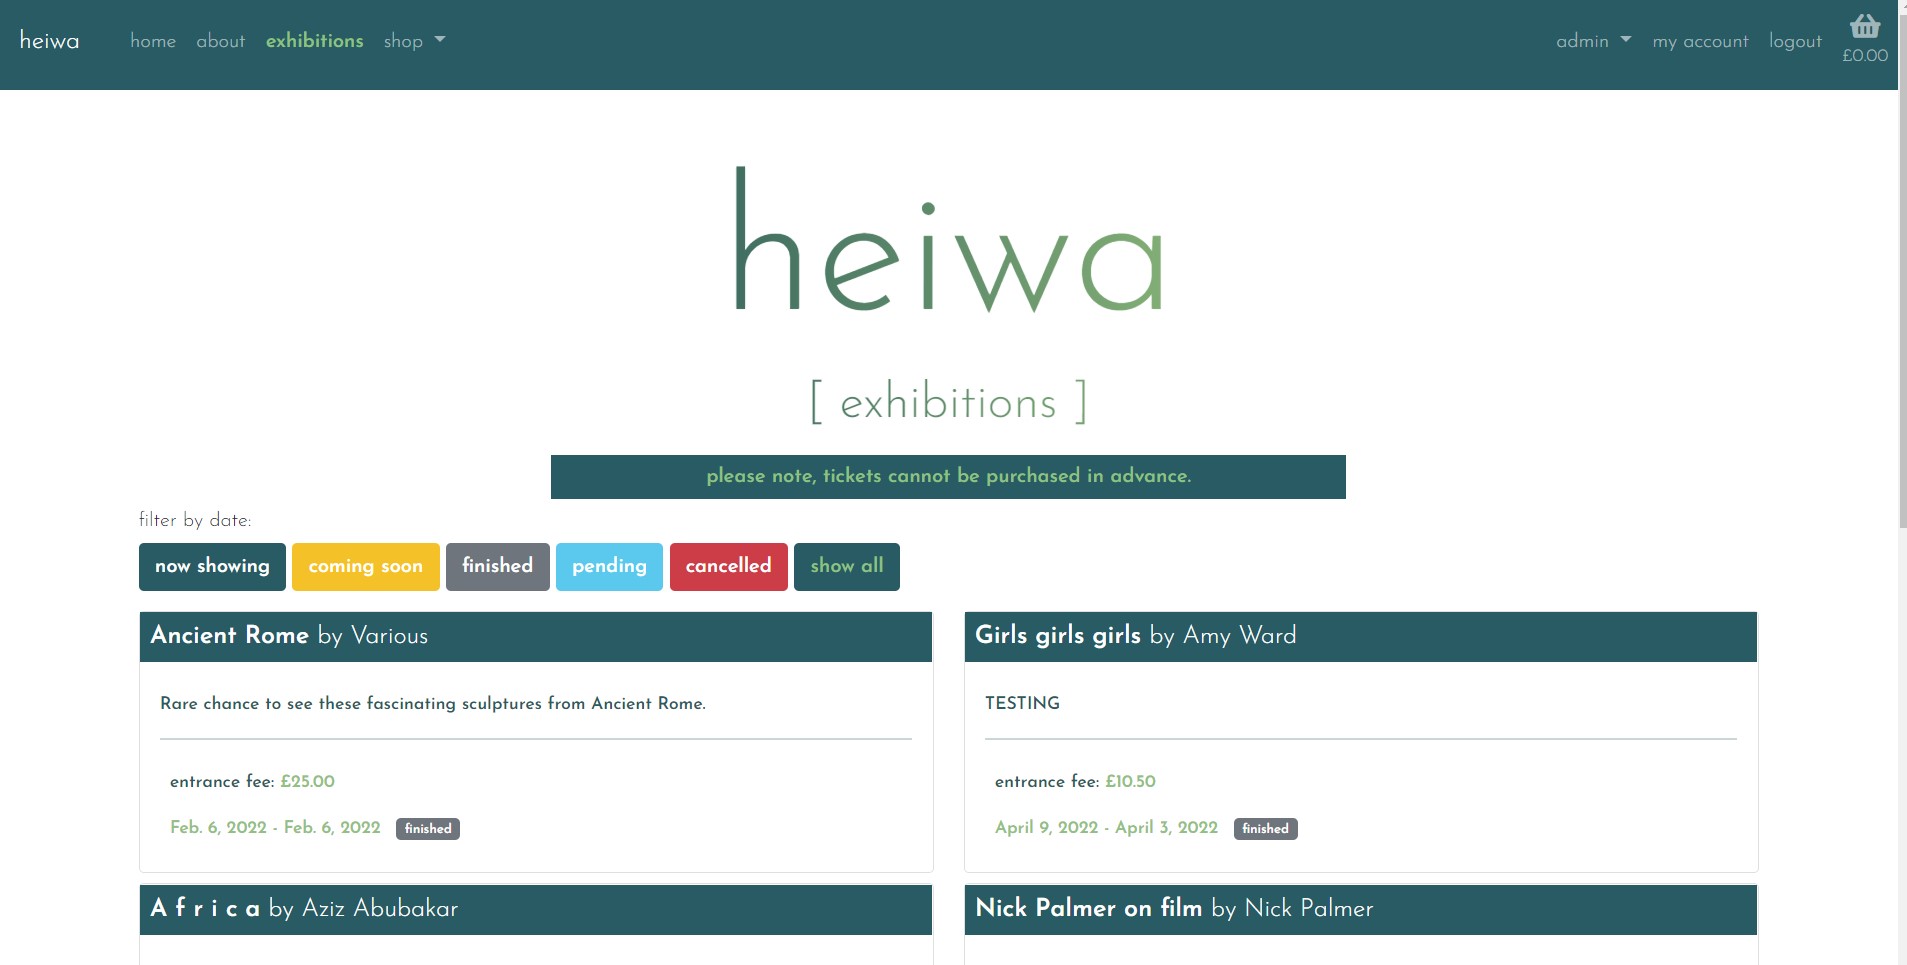 heiwa home about exhibitions shop admin my account logout £0.00
heiwa
[ exhibitions ]
please note, tickets cannot be purchased in advance.
filter by date:
now showing coming soon finished pending cancelled show all
Ancient Rome by Various
Rare chance to see these fascinating sculptures from Ancient Rome.
entrance fee: £25.00
Feb. 6, 2022 - Feb. 6, 2022 finished
Girls girls girls by Amy Ward
TESTING
entrance fee: £10.50
April 9, 2022 - April 3, 2022 finished
A f r i c a by Aziz Abubakar
Nick Palmer on film by Nick Palmer